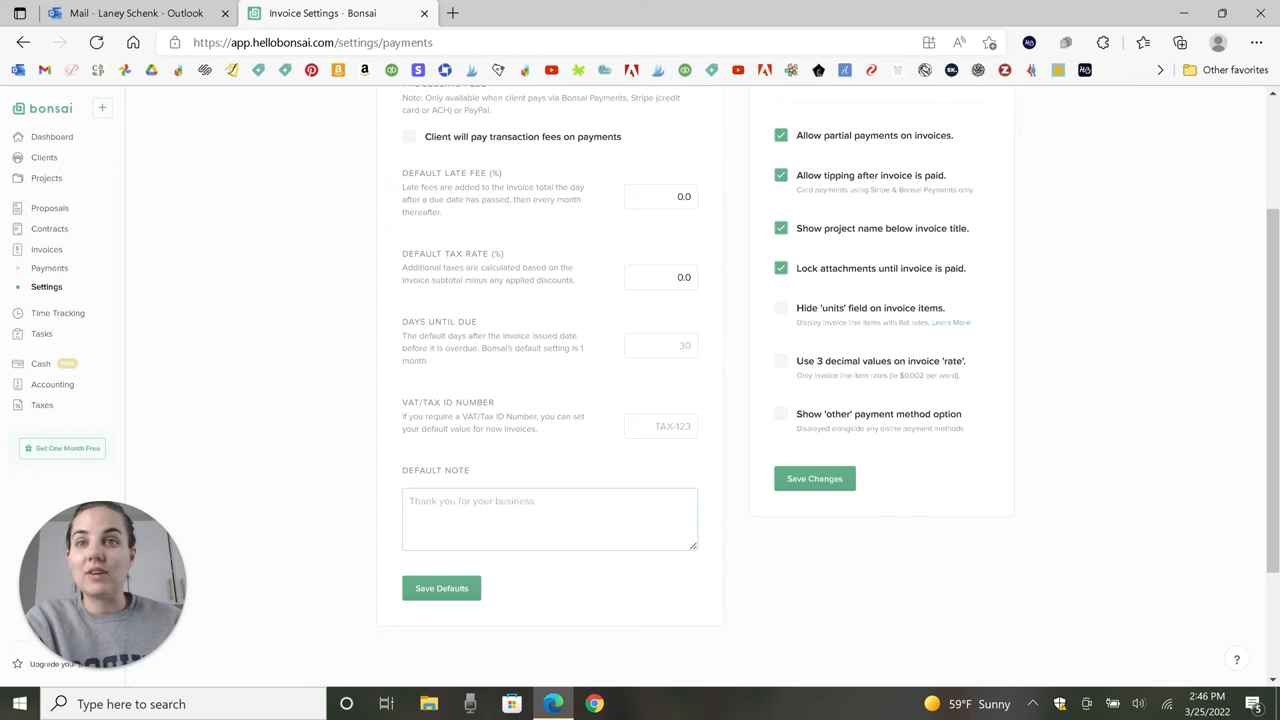 Mail - Laney Schenk - Outlook
Invoice Settings - Bonsai
https://app.hellobonsai.com/settings/payments
Other favorites
bonsai
Dashboard
Clients
Projects
Proposals
Contracts
Invoices
Payments
Settings
Time Tracking
Tasks
Cash
NEW
Accounting
Taxes
Get One Month Free
Upgrade your
Note: Only available when client pays via Bonsai Payments, Stripe (credit
card or ACH) or PayPal.
Client will pay transaction fees on payments
DEFAULT LATE FEE (%)
Late fees are added to the invoice total the day
after a due date has passed, then every month
thereafter.
0.0
DEFAULT TAX RATE (%)
Additional taxes are calculated based on the
invoice subtotal minus any applied discounts.
0.0
DAYS UNTIL DUE
The default days after the invoice issued date
before it is overdue. Bonsai's default setting is 1
month.
30
VAT/TAX ID NUMBER
If you require a VAT/Tax ID Number, you can set
your default value for new invoices.
TAX-123
DEFAULT NOTE
Thank you for your business
Save Defaults
Allow partial payments on invoices.
Allow tipping after invoice is paid.
Card payments using Stripe & Bonsai Payments only.
Show project name below invoice title.
Lock attachments until invoice is paid.
Hide 'units' field on invoice items.
Display invoice line items with flat rates. Learn More
Use 3 decimal values on invoice 'rate'.
Only invoice line item rates (ie $0.002 per word).
Show 'other' payment method option
Displayed alongside any online payment methods
Save Changes
?
Type here to search
59°F Sunny
2:46 PM
3/25/2022
5